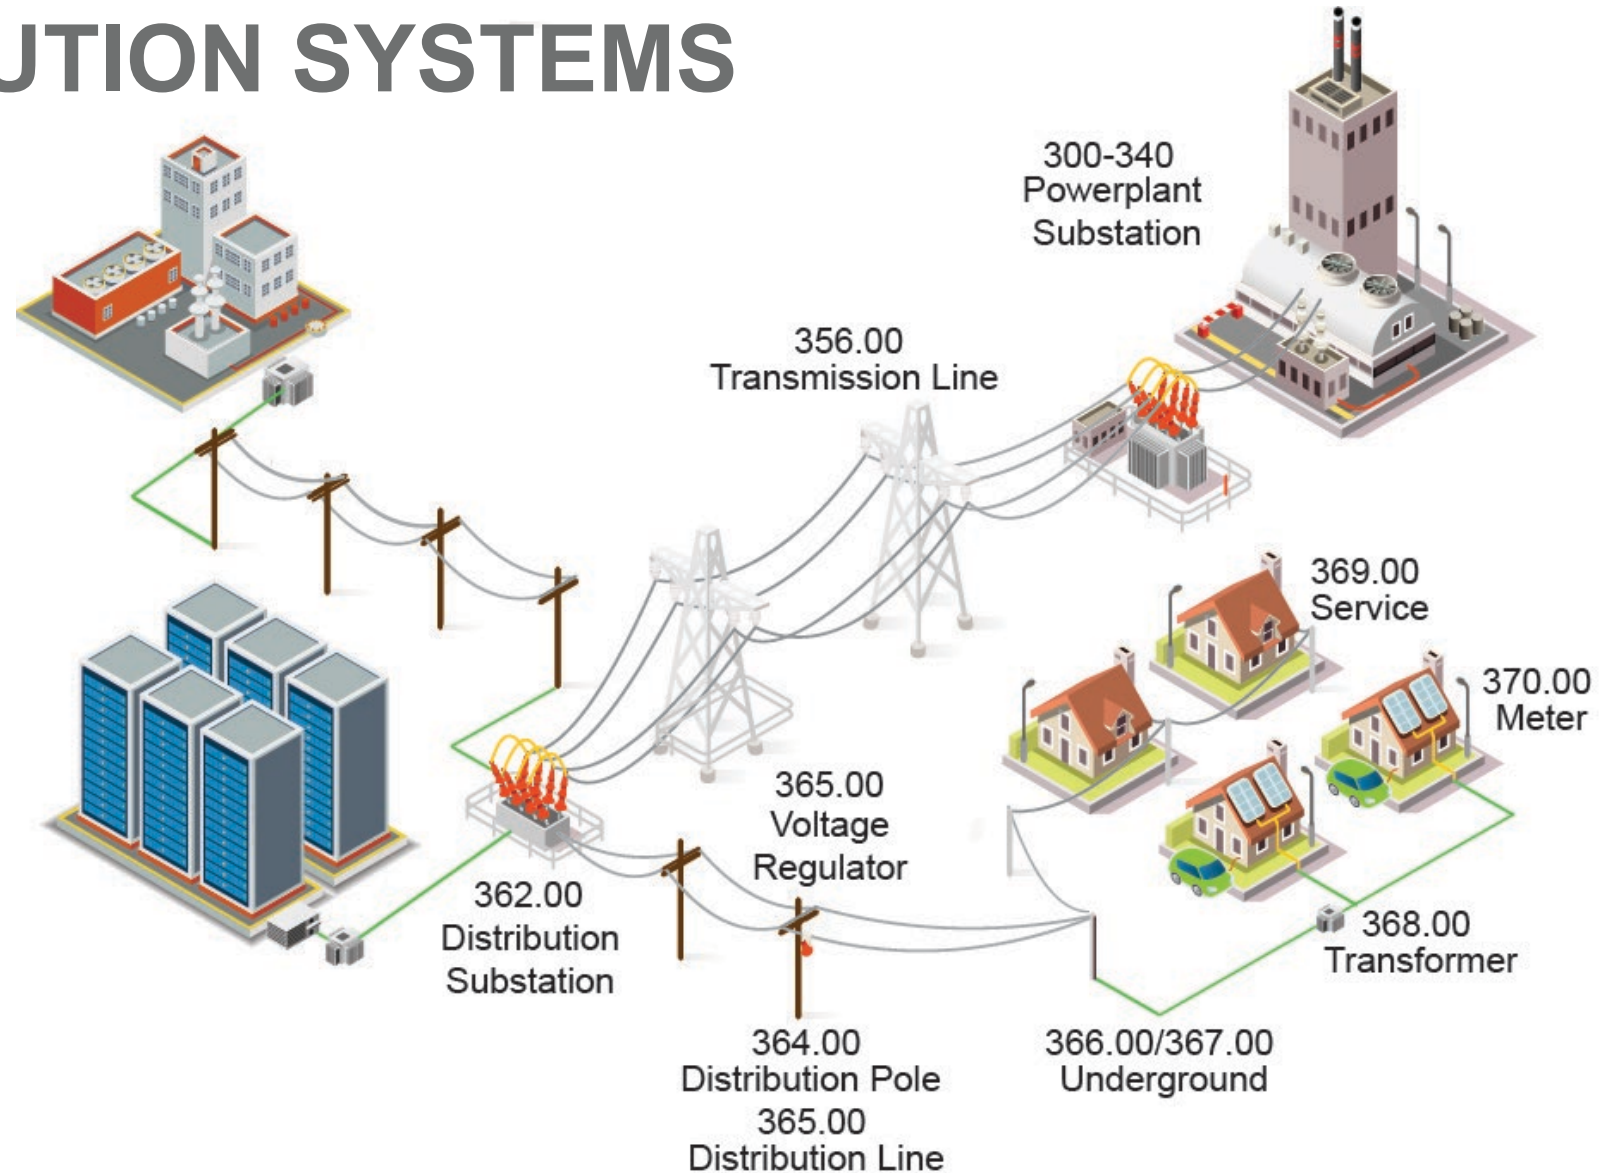 UTION SYSTEMS
300-340
Powerplant
Substation
356.00
Transmission Line
369.00
Service
370.00
Meter
365.00
Voltage
Regulator
362.00
Distribution
Substation
368.00
Transformer
364.00
Distribution Pole
365.00
Distribution Line
366.00/367.00
Underground